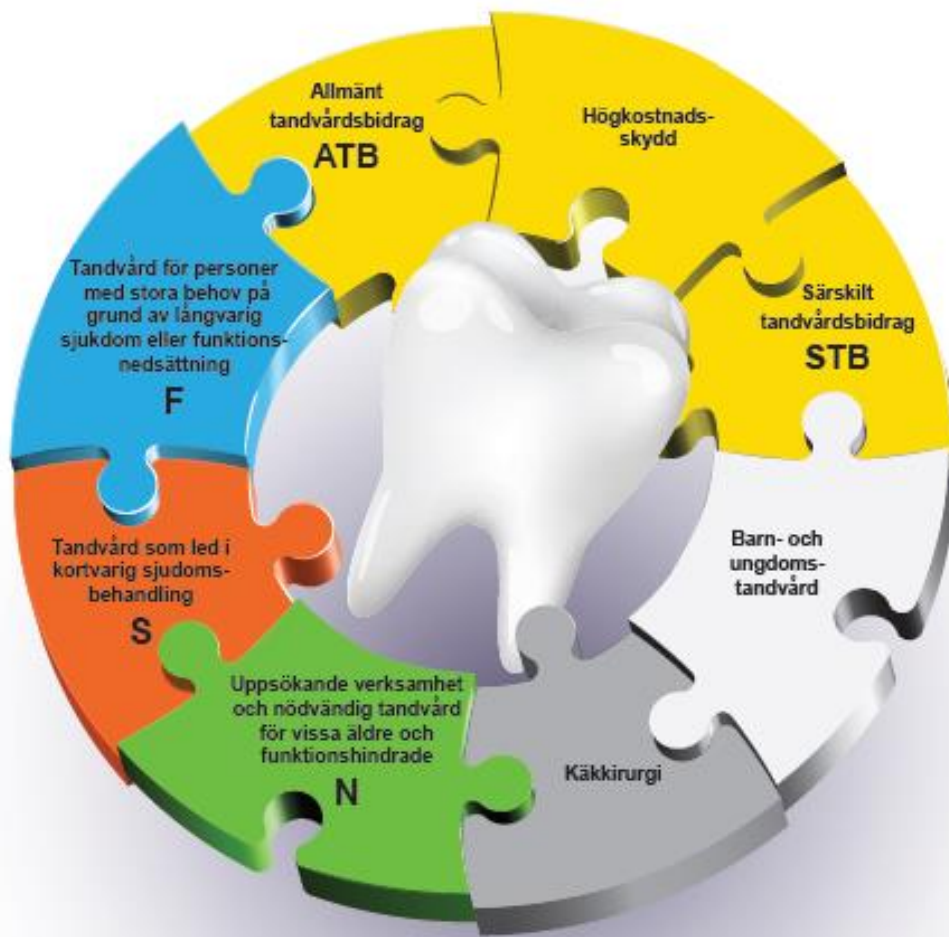 Allmänt
tandvårdsbidrag
ATB
Högkostnads-
skydd
Särskilt
tandvårdsbidrag
STB
Barn- och
ungdoms-
tandvård
Käkkirurgi
Uppsökande verksamhet
och nödvändig tandvård
för vissa äldre och
funktionshindrade
N
Tandvård som led i
kortvarig sjudoms-
behandling
S
Tandvård för personer
med stora behov på
grund av långvarig
sjukdom eller funktions-
nedsättning
F